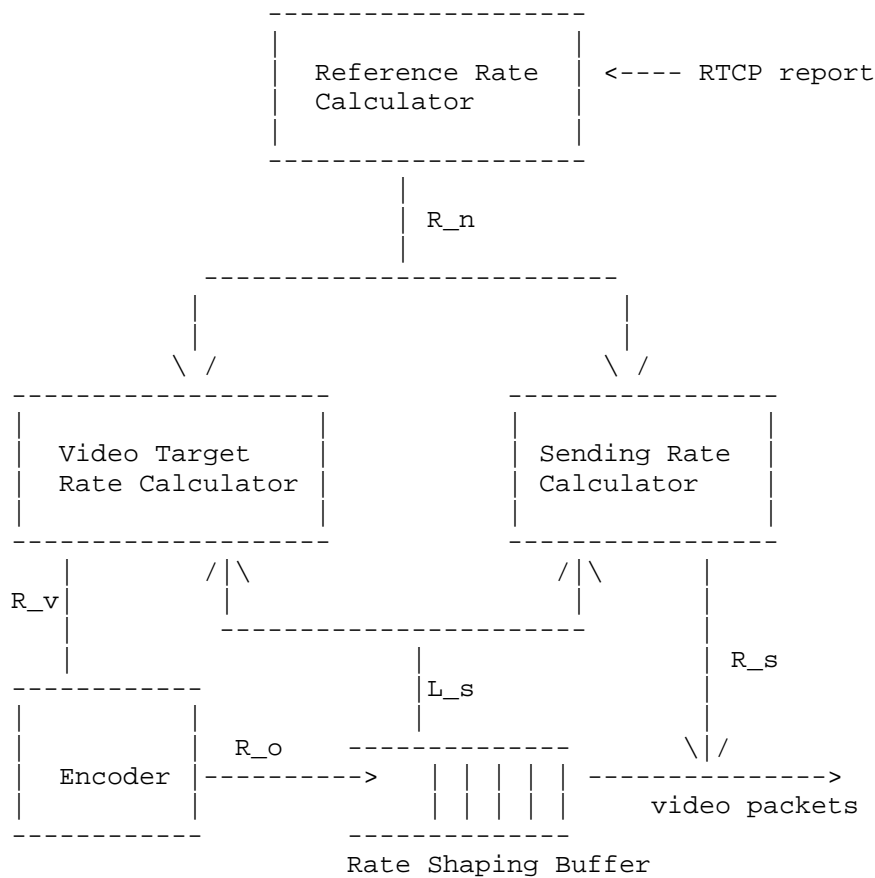 Reference Rate
Calculator
<---- RTCP report
R_n
Video Target
Rate Calculator
Sending Rate
Calculator
R_v
R_s
L_s
R_o
Encoder
video packets
Rate Shaping Buffer